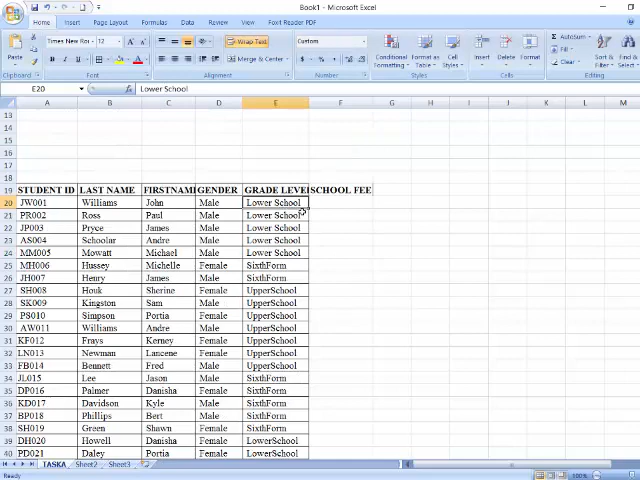 Book1 - Microsoft Excel
Home Insert Page Layout Formulas Data Review View Foxit Reader PDF
Paste Times New Ro 12 Wrap Text Custom Conditional Formatting Format as Table Cell Styles Insert Delete Format AutoSum Fill Clear Sort & Filter Find & Select
B I U Merge & Center $ % ,
Clipboard Font Alignment Number Styles Cells Editing
E20 Lower School
A B C D E F G H I J K L M
13
14
15
16
17
18
19 STUDENT ID LAST NAME FIRSTNAM GENDER GRADE LEVE SCHOOL FEE
20 JW001 Williams John Male Lower School
21 PR002 Ross Paul Male Lower School
22 JP003 Pryce James Male Lower School
23 AS004 Schoolar Andre Male Lower School
24 MM005 Mowatt Michael Male Lower School
25 MH006 Hussey Michelle Female SixthForm
26 JH007 Henry James Male SixthForm
27 SH008 Houk Sherine Female UpperSchool
28 SK009 Kingston Sam Male UpperSchool
29 PS010 Simpson Portia Female UpperSchool
30 AW011 Williams Andre Male UpperSchool
31 KF012 Frays Kerney Female UpperSchool
32 LN013 Newman Lancene Female UpperSchool
33 FB014 Bennett Fred Male UpperSchool
34 JL015 Lee Jason Male SixthForm
35 DP016 Palmer Danisha Female SixthForm
36 KD017 Davidson Kyle Male SixthForm
37 BP018 Phillips Bert Male SixthForm
38 SH019 Green Shawn Male SixthForm
39 DH020 Howell Danisha Female LowerSchool
40 PD021 Daley Portia Female LowerSchool
TASKA Sheet2 Sheet3
Ready 100%